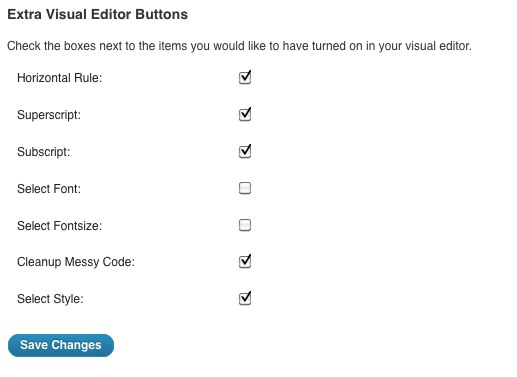 Extra Visual Editor Buttons
Check the boxes next to the items you would like to have turned on in your visual editor.
Horizontal Rule:
Superscript:
Subscript:
Select Font:
Select Fontsize:
Cleanup Messy Code:
Select Style:
Save Changes